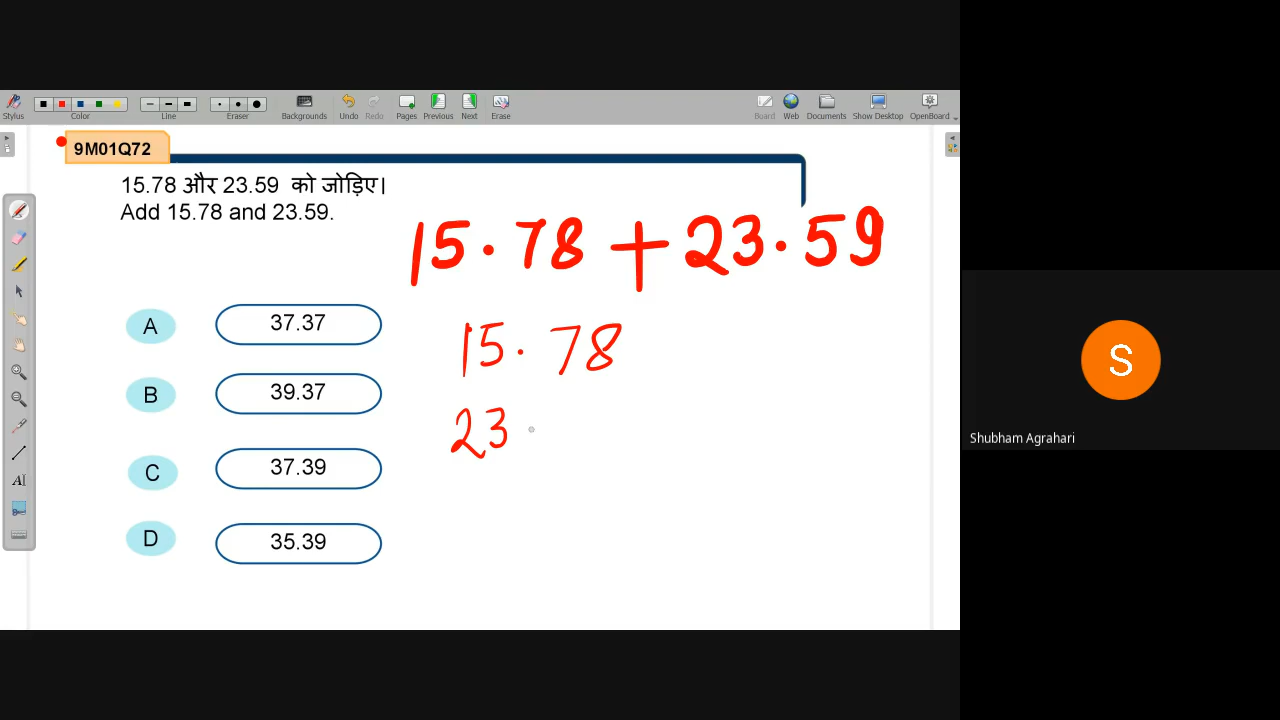 Stylus
Color
Line
Eraser
Backgrounds
Undo
Redo
Pages
Previous
Next
Erase
Board
Web
Documents
Show Desktop
OpenBoard
9M01Q72
15.78 और 23.59 को जोड़िए।
Add 15.78 and 23.59.
15.78 + 23.59
15.78
23
A 37.37
B 39.37
C 37.39
D 35.39
S
Shubham Agrahari